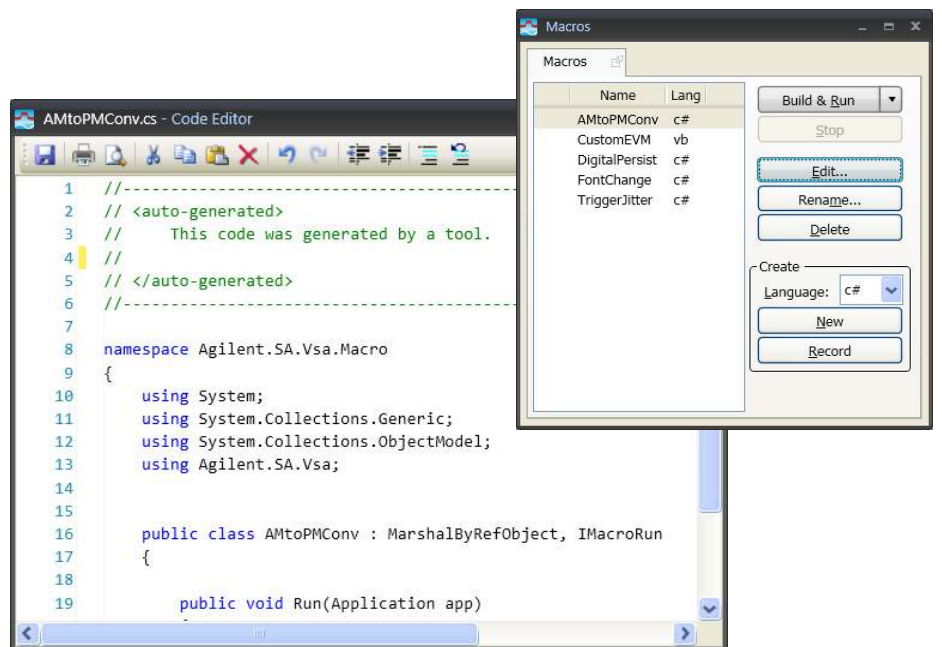 Macros
Macros
Name Lang
AMtoPMConv c#
CustomEVM vb
DigitalPersist c#
FontChange c#
TriggerJitter c#
Build & Run
Stop
Edit...
Rename...
Delete
Create
Language: c#
New
Record
AMtoPMConv.cs - Code Editor
1 //--------------------------------------------
2 // <auto-generated>
3 //     This code was generated by a tool.
4 //
5 // </auto-generated>
6 //--------------------------------------------
7
8 namespace Agilent.SA.Vsa.Macro
9 {
10     using System;
11     using System.Collections.Generic;
12     using System.Collections.ObjectModel;
13     using Agilent.SA.Vsa;
14
15
16     public class AMtoPMConv : MarshalByRefObject, IMacroRun
17     {
18
19         public void Run(Application app)